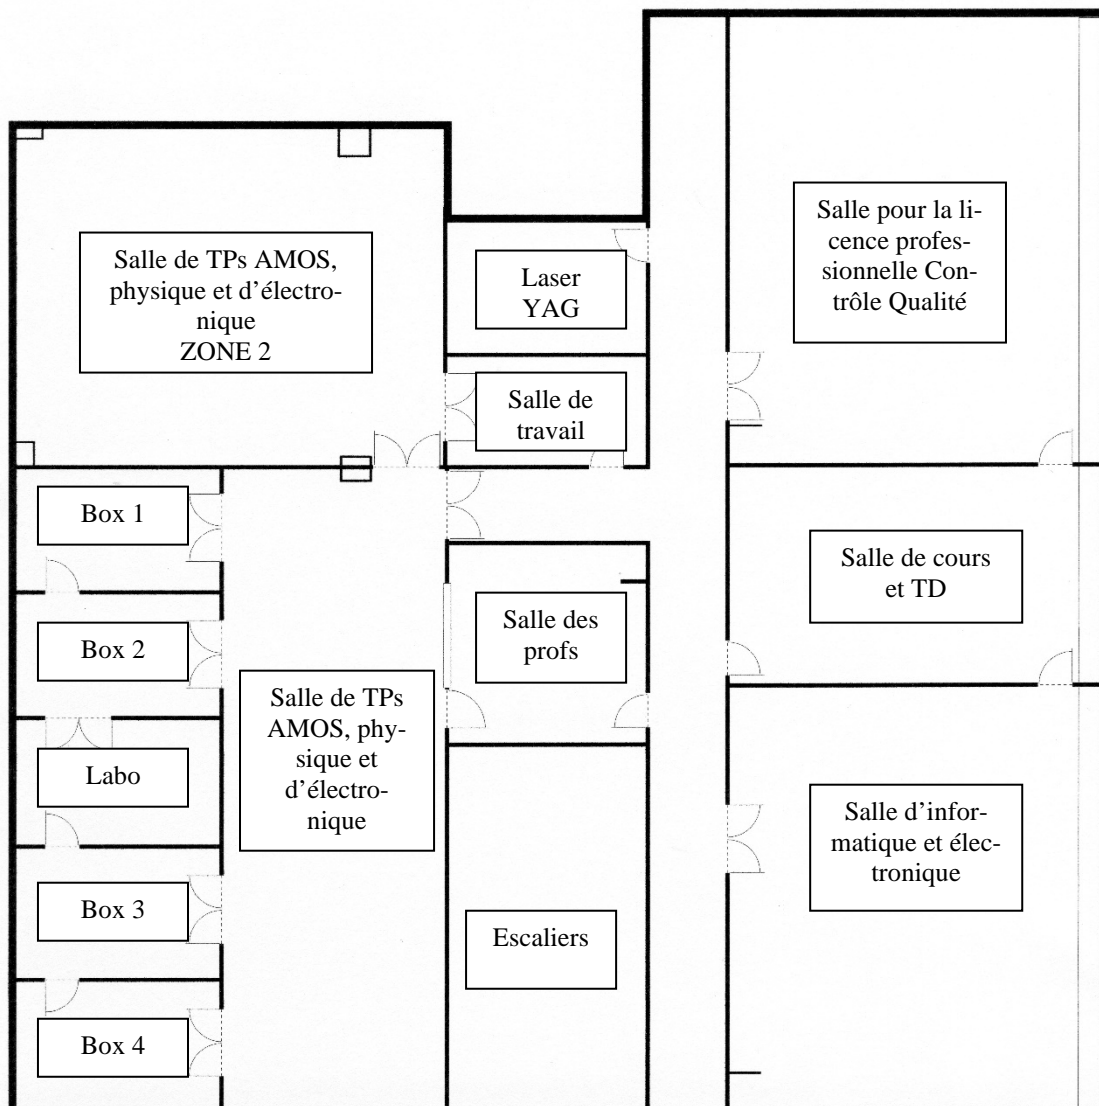 Salle de TPs AMOS,
physique et d'électro-
nique
ZONE 2
Laser
YAG
Salle pour la li-
cence profes-
sionnelle Con-
trôle Qualité
Salle de
travail
Box 1
Box 2
Labo
Box 3
Box 4
Salle de TPs
AMOS, phy-
sique et
d'électro-
nique
Salle des
profs
Escaliers
Salle de cours
et TD
Salle d'infor-
matique et élec-
tronique